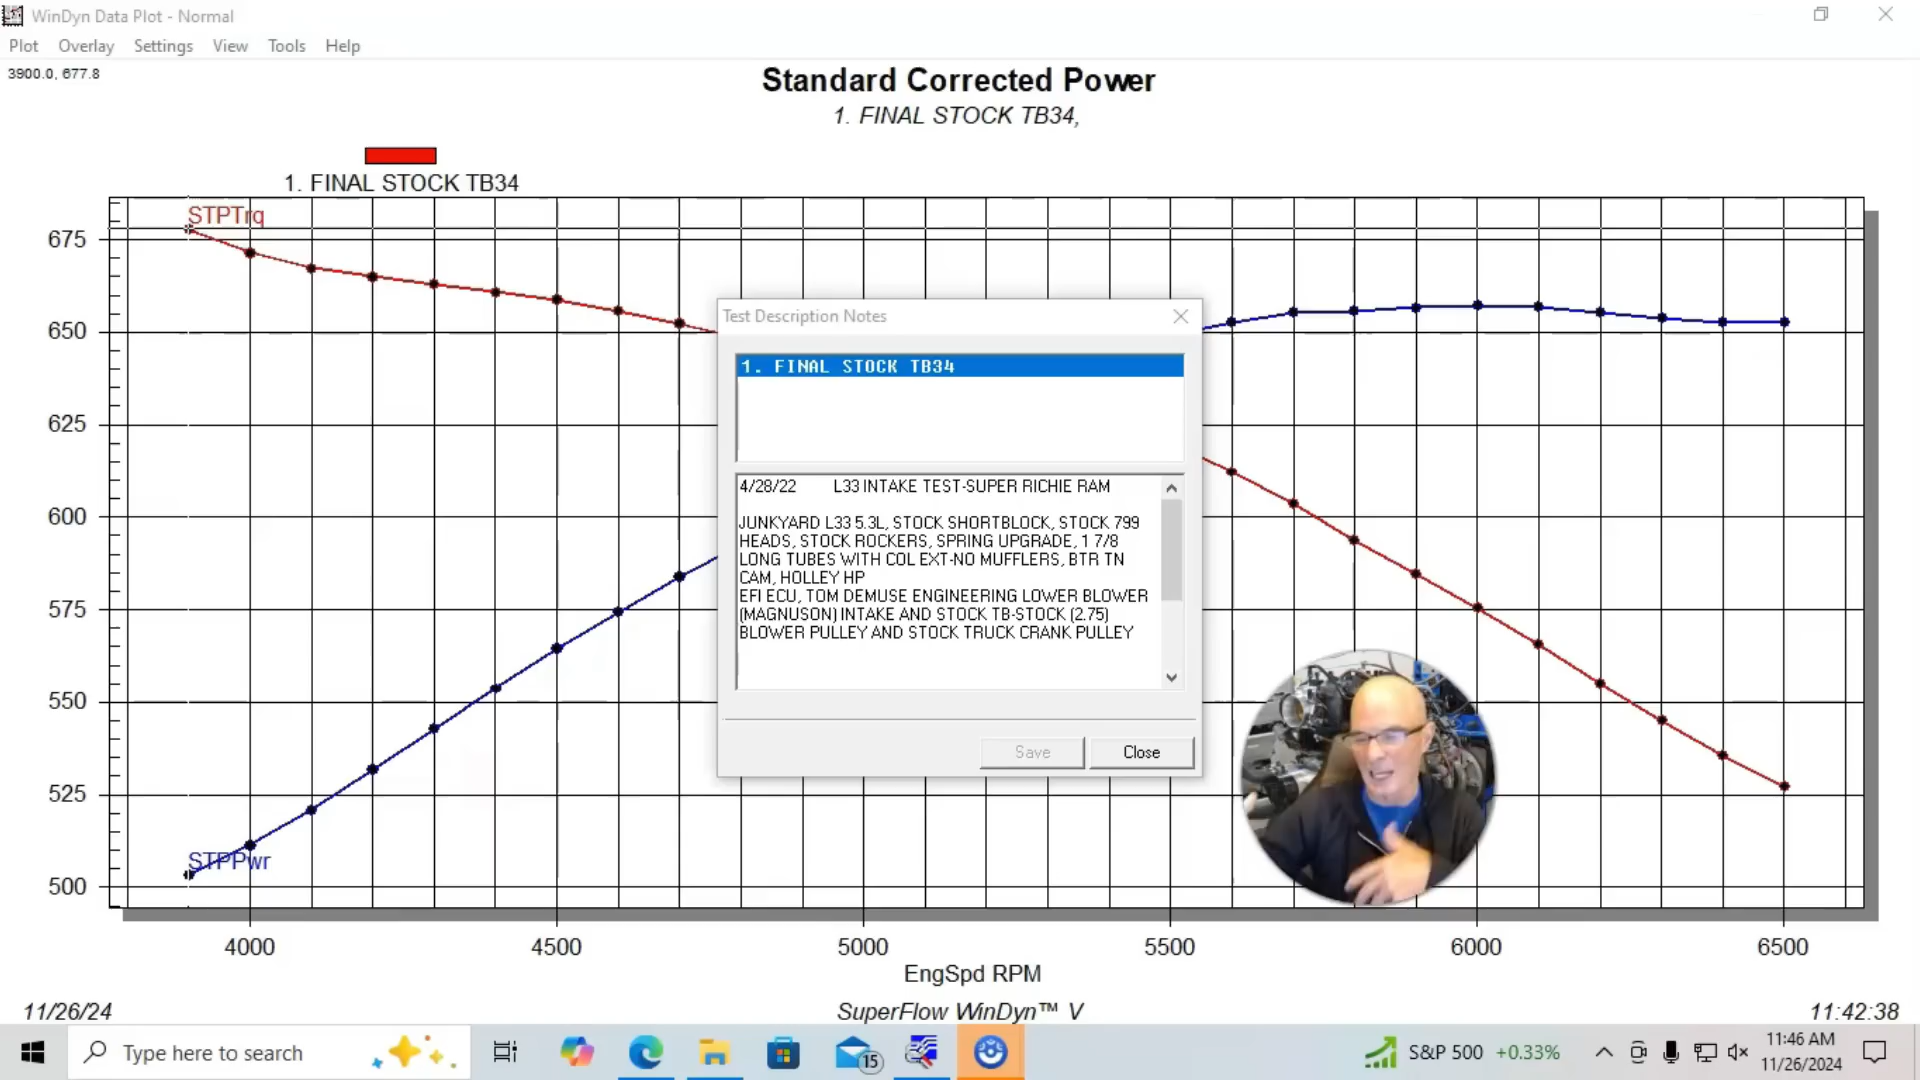 WinDyn Data Plot - Normal
Plot Overlay Settings View Tools Help
3900.0, 677.8
Standard Corrected Power
1. FINAL STOCK TB34,
1. FINAL STOCK TB34
STPTrq
675
650
625
600
575
550
525
500
STPPwr
Test Description Notes
1. FINAL STOCK TB34
4/28/22 L33 INTAKE TEST-SUPER RICHIE RAM
JUNKYARD L33 5.3L, STOCK SHORTBLOCK, STOCK 799
HEADS, STOCK ROCKERS, SPRING UPGRADE, 1 7/8
LONG TUBES WITH COL EXT-NO MUFFLERS, BTR TN
CAM, HOLLEY HP
EFI ECU, TOM DEMUSE ENGINEERING LOWER BLOWER
(MAGNUSON) INTAKE AND STOCK TB-STOCK (2.75)
BLOWER PULLEY AND STOCK TRUCK CRANK PULLEY
Save Close
4000 4500 5000 5500 6000 6500
EngSpd RPM
11/26/24 SuperFlow WinDyn™ V 11:42:38
Type here to search
15
S&P 500 +0.33%
11:46 AM
11/26/2024